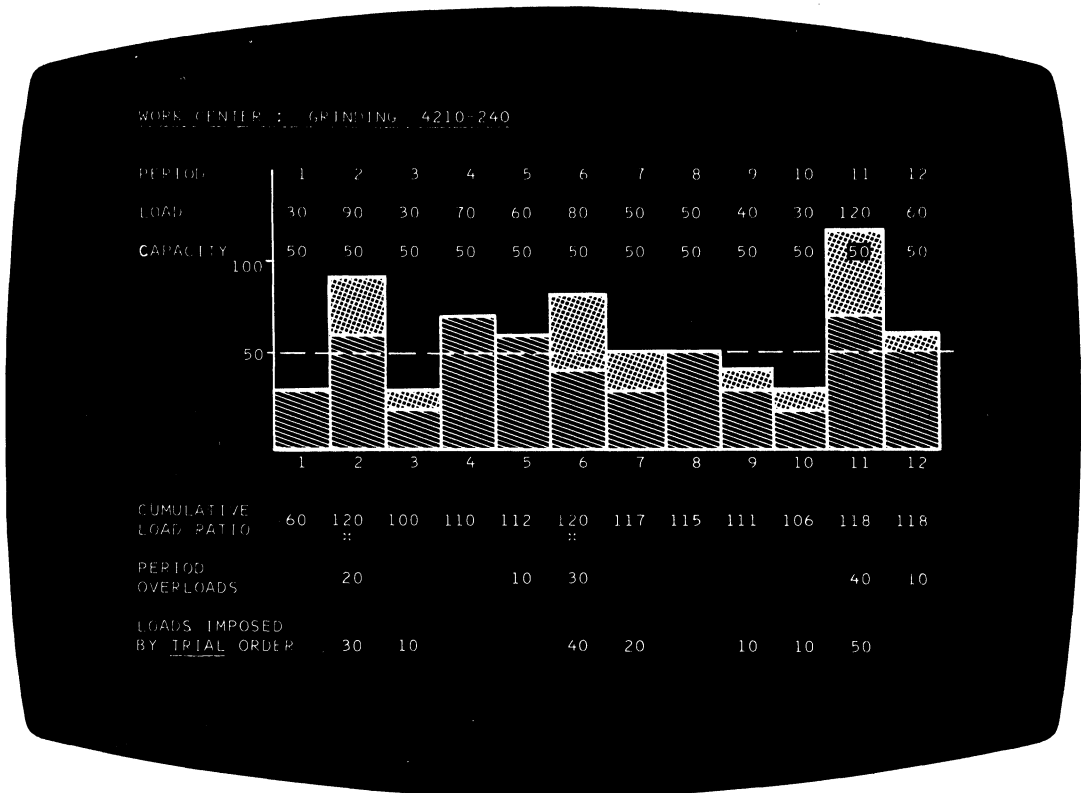 WORK CENTER : GRINDING 4210-240
PERIOD 1 2 3 4 5 6 7 8 9 10 11 12
LOAD 30 90 30 70 60 80 50 50 40 30 120 60
CAPACITY 50 50 50 50 50 50 50 50 50 50 50 50
100
50
1 2 3 4 5 6 7 8 9 10 11 12
CUMULATIVE
LOAD RATIO 60 120 100 110 112 120 117 115 111 106 118 118
PERIOD
OVERLOADS 20 10 30 40 10
LOADS IMPOSED
BY TRIAL ORDER 30 10 40 20 10 10 50